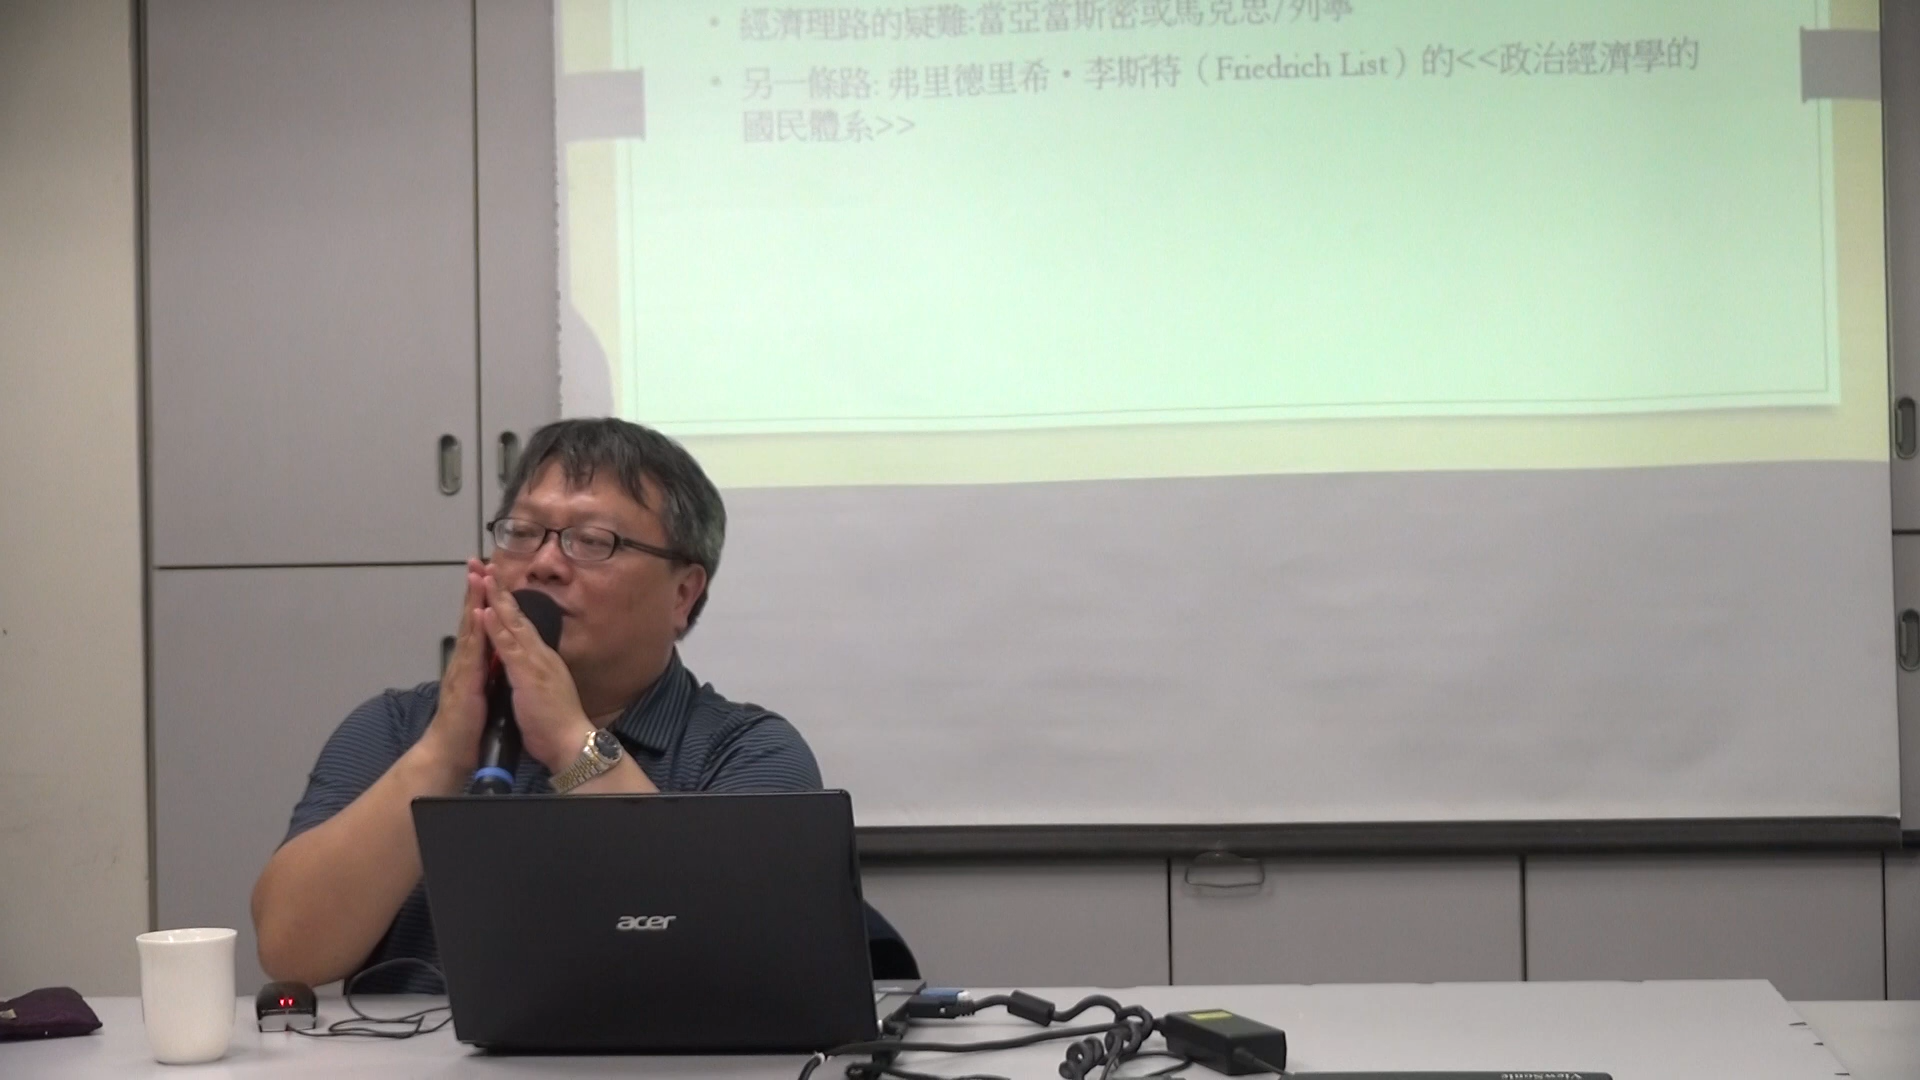 • 經濟理路的疑難:當亞當斯密或馬克思/列寧
• 另一條路: 弗里德里希・李斯特（Friedrich List）的<<政治經濟學的
國民體系>>
acer
ViewSonic